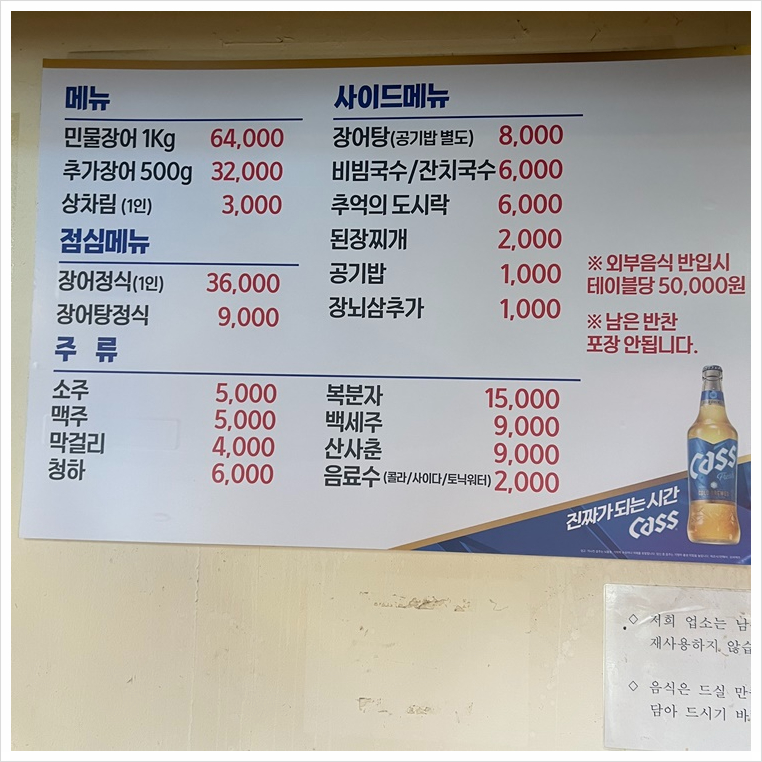 메뉴
민물장어 1Kg 64,000
추가장어 500g 32,000
상차림 (1인) 3,000
점심메뉴
장어정식(1인) 36,000
장어탕정식 9,000
사이드메뉴
장어탕(공기밥 별도) 8,000
비빔국수/잔치국수 6,000
추억의 도시락 6,000
된장찌개 2,000
공기밥 1,000
장뇌삼추가 1,000
※ 외부음식 반입시
테이블당 50,000원
※ 남은 반찬
포장 안됩니다.
주 류
소주 5,000
맥주 5,000
막걸리 4,000
청하 6,000
복분자 15,000
백세주 9,000
산사춘 9,000
음료수 (콜라/사이다/토닉워터) 2,000
진짜가 되는 시간
Cass
Cass
Fresh
◇ 저희 업소는 남
재사용하지 않습
◇ 음식은 드실 만
담아 드시기 바